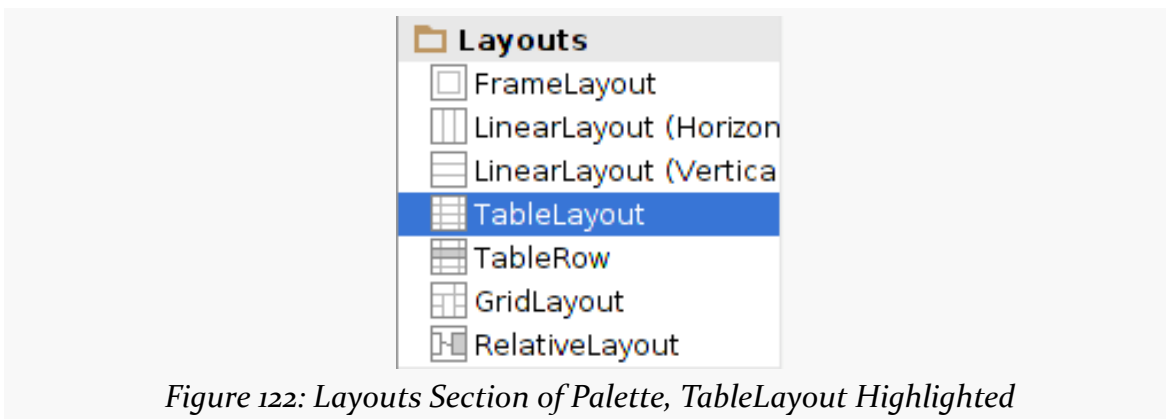 Layouts
FrameLayout
LinearLayout (Horizon
LinearLayout (Vertica
TableLayout
TableRow
GridLayout
RelativeLayout
Figure 122: Layouts Section of Palette, TableLayout Highlighted